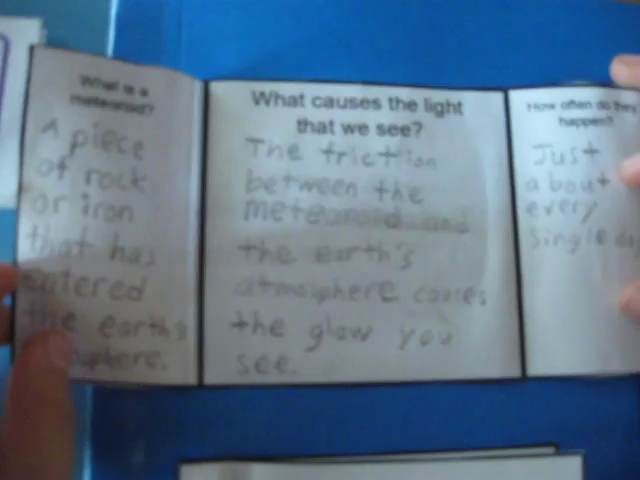 What is a
meteoroid?
A piece
of rock
or iron
that has
entered
the earth's
What causes the light
that we see?
The friction
between the
meteoroid and
the earth's
atmosphere causes
the glow you
see.
How often do they
happen?
Just
about
every
single